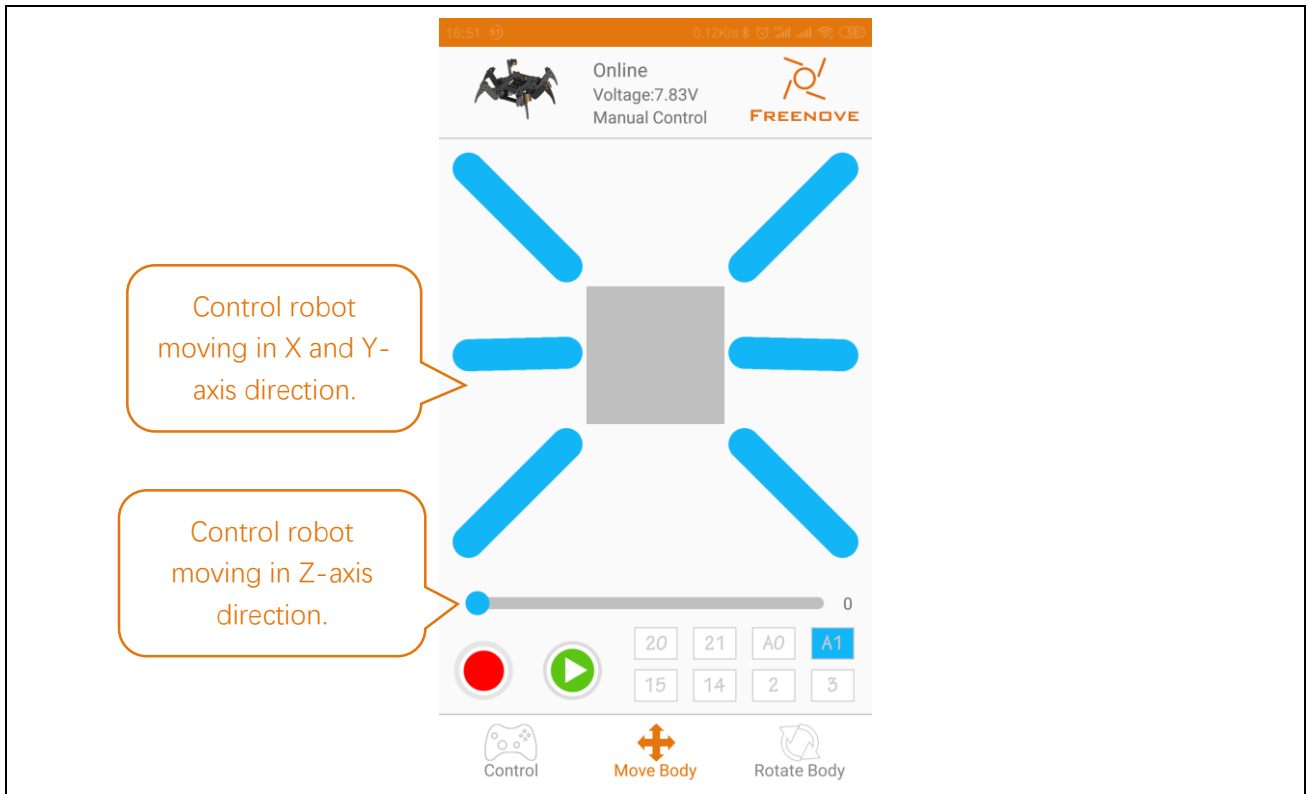 16:51 51
0.12K/s 51
Online
Voltage:7.83V
Manual Control
FREENOVE
Control robot
moving in X and Y-
axis direction.
Control robot
moving in Z-axis
direction.
0
20 21 A0 A1
15 14 2 3
Control
Move Body
Rotate Body